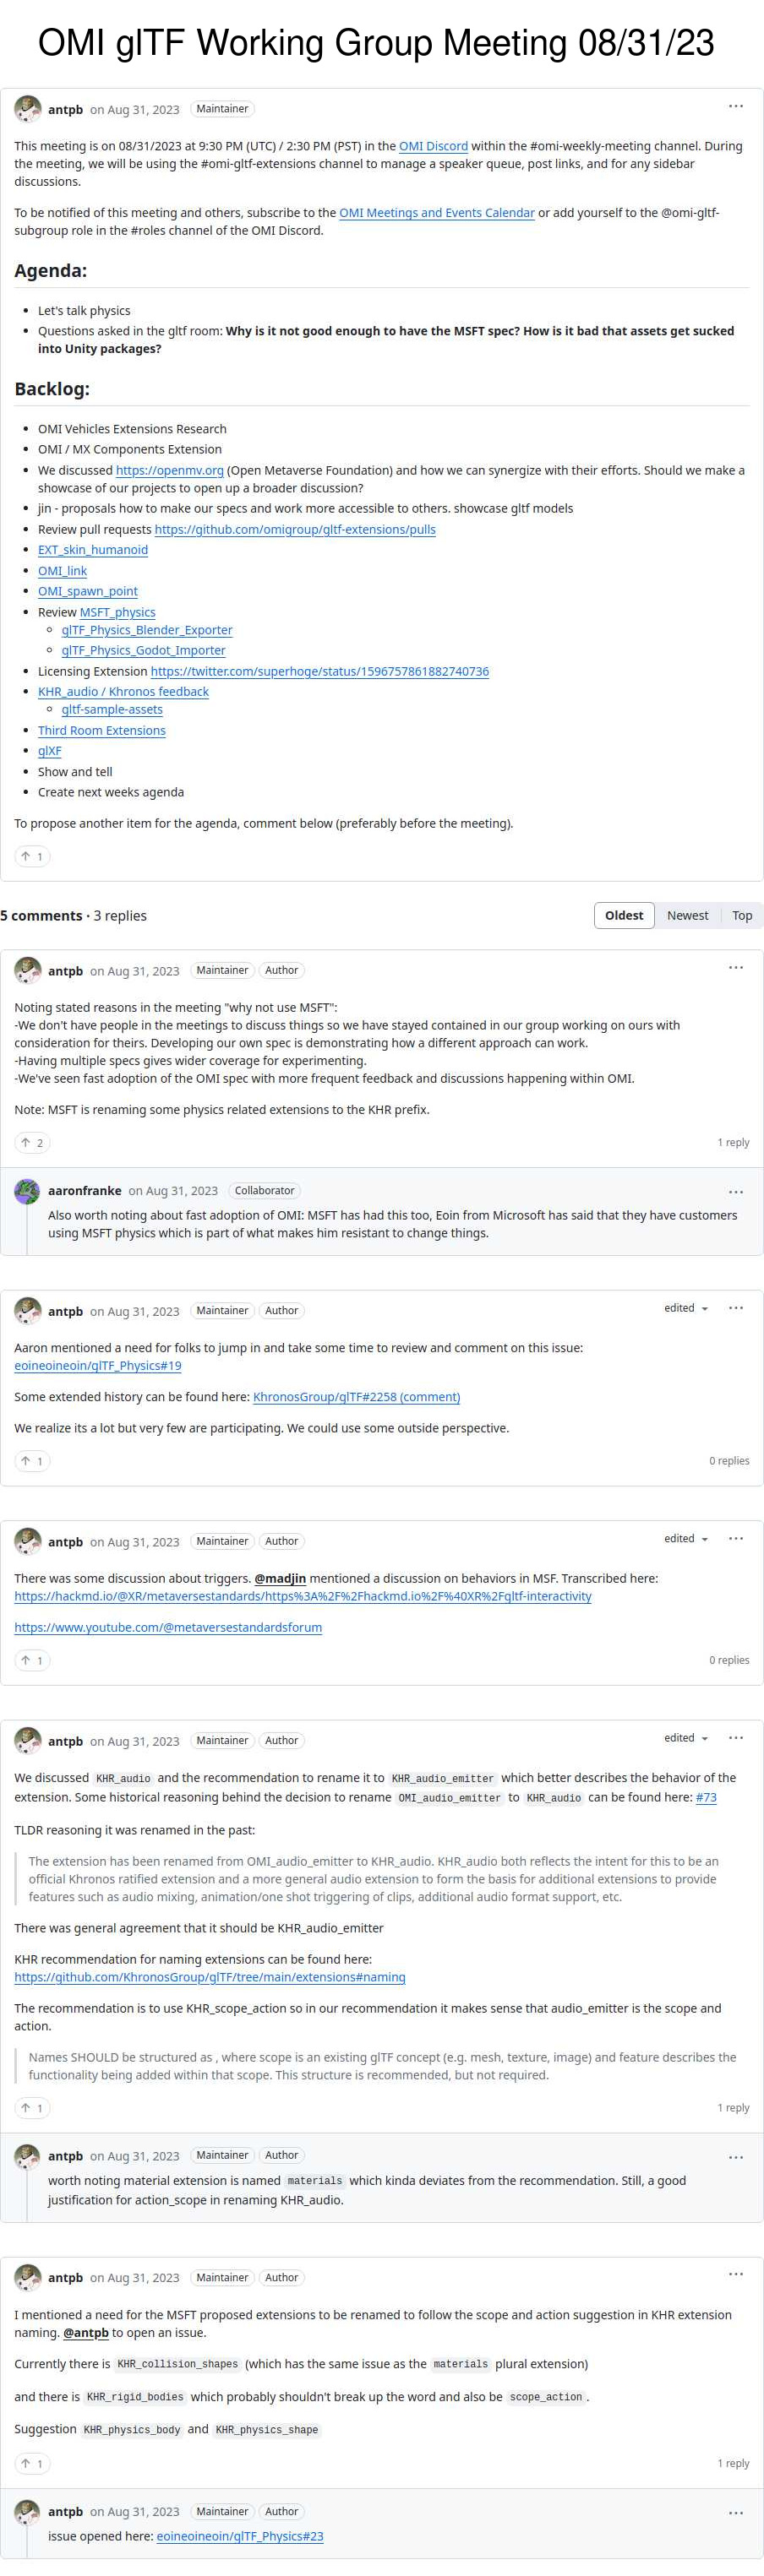 OMI glTF Working Group Meeting 08/31/23
antpb on Aug 31, 2023 Maintainer
This meeting is on 08/31/2023 at 9:30 PM (UTC) / 2:30 PM (PST) in the OMI Discord within the #omi-weekly-meeting channel. During
the meeting, we will be using the #omi-gltf-extensions channel to manage a speaker queue, post links, and for any sidebar
discussions.
To be notified of this meeting and others, subscribe to the OMI Meetings and Events Calendar or add yourself to the @omi-gltf-
subgroup role in the #roles channel of the OMI Discord.
Agenda:
• Let's talk physics
• Questions asked in the gltf room: Why is it not good enough to have the MSFT spec? How is it bad that assets get sucked
into Unity packages?
Backlog:
• OMI Vehicles Extensions Research
• OMI / MX Components Extension
• We discussed https://openmv.org (Open Metaverse Foundation) and how we can synergize with their efforts. Should we make a
showcase of our projects to open up a broader discussion?
• jin - proposals how to make our specs and work more accessible to others. showcase gltf models
• Review pull requests https://github.com/omigroup/gltf-extensions/pulls
• EXT_skin_humanoid
• OMI_link
• OMI_spawn_point
• Review MSFT_physics
◦ glTF_Physics_Blender_Exporter
◦ glTF_Physics_Godot_Importer
• Licensing Extension https://twitter.com/superhoge/status/1596757861882740736
• KHR_audio / Khronos feedback
◦ gltf-sample-assets
• Third Room Extensions
• glXF
• Show and tell
• Create next weeks agenda
To propose another item for the agenda, comment below (preferably before the meeting).
↑ 1
5 comments · 3 replies
Oldest Newest Top
antpb on Aug 31, 2023 Maintainer Author
Noting stated reasons in the meeting "why not use MSFT":
-We don't have people in the meetings to discuss things so we have stayed contained in our group working on ours with
consideration for theirs. Developing our own spec is demonstrating how a different approach can work.
-Having multiple specs gives wider coverage for experimenting.
-We've seen fast adoption of the OMI spec with more frequent feedback and discussions happening within OMI.
Note: MSFT is renaming some physics related extensions to the KHR prefix.
↑ 2 1 reply
aaronfranke on Aug 31, 2023 Collaborator
Also worth noting about fast adoption of OMI: MSFT has had this too, Eoin from Microsoft has said that they have customers
using MSFT physics which is part of what makes him resistant to change things.
antpb on Aug 31, 2023 Maintainer Author edited
Aaron mentioned a need for folks to jump in and take some time to review and comment on this issue:
eoineoineoin/glTF_Physics#19
Some extended history can be found here: KhronosGroup/glTF#2258 (comment)
We realize its a lot but very few are participating. We could use some outside perspective.
↑ 1 0 replies
antpb on Aug 31, 2023 Maintainer Author edited
There was some discussion about triggers. @madjin mentioned a discussion on behaviors in MSF. Transcribed here:
https://hackmd.io/@XR/metaversestandards/https%3A%2F%2Fhackmd.io%2F%40XR%2Fgltf-interactivity
https://www.youtube.com/@metaversestandardsforum
↑ 1 0 replies
antpb on Aug 31, 2023 Maintainer Author edited
We discussed KHR_audio and the recommendation to rename it to KHR_audio_emitter which better describes the behavior of the
extension. Some historical reasoning behind the decision to rename OMI_audio_emitter to KHR_audio can be found here: #73
TLDR reasoning it was renamed in the past:
The extension has been renamed from OMI_audio_emitter to KHR_audio. KHR_audio both reflects the intent for this to be an
official Khronos ratified extension and a more general audio extension to form the basis for additional extensions to provide
features such as audio mixing, animation/one shot triggering of clips, additional audio format support, etc.
There was general agreement that it should be KHR_audio_emitter
KHR recommendation for naming extensions can be found here:
https://github.com/KhronosGroup/glTF/tree/main/extensions#naming
The recommendation is to use KHR_scope_action so in our recommendation it makes sense that audio_emitter is the scope and
action.
Names SHOULD be structured as , where scope is an existing glTF concept (e.g. mesh, texture, image) and feature describes the
functionality being added within that scope. This structure is recommended, but not required.
↑ 1 1 reply
antpb on Aug 31, 2023 Maintainer Author
worth noting material extension is named materials which kinda deviates from the recommendation. Still, a good
justification for action_scope in renaming KHR_audio.
antpb on Aug 31, 2023 Maintainer Author
I mentioned a need for the MSFT proposed extensions to be renamed to follow the scope and action suggestion in KHR extension
naming. @antpb to open an issue.
Currently there is KHR_collision_shapes (which has the same issue as the materials plural extension)
and there is KHR_rigid_bodies which probably shouldn't break up the word and also be scope_action .
Suggestion KHR_physics_body and KHR_physics_shape
↑ 1 1 reply
antpb on Aug 31, 2023 Maintainer Author
issue opened here: eoineoineoin/glTF_Physics#23